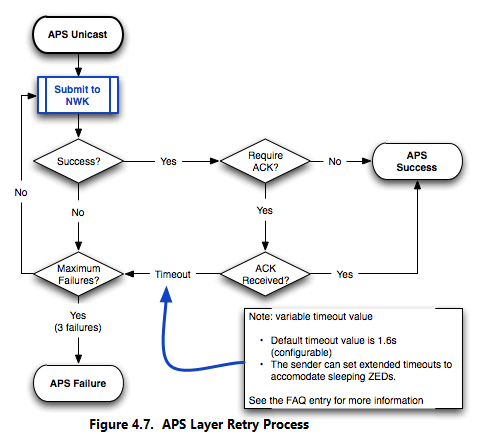 APS Unicast
Submit to
NWK
Success?
Yes
Require
ACK?
No
APS
Success
No
No
Yes
Maximum
Failures?
Timeout
ACK
Received?
Yes
Yes
(3 failures)
APS Failure
Note: variable timeout value
• Default timeout value is 1.6s
(configurable)
• The sender can set extended timeouts to
accomodate sleeping ZEDs.
See the FAQ entry for more information
Figure 4.7. APS Layer Retry Process